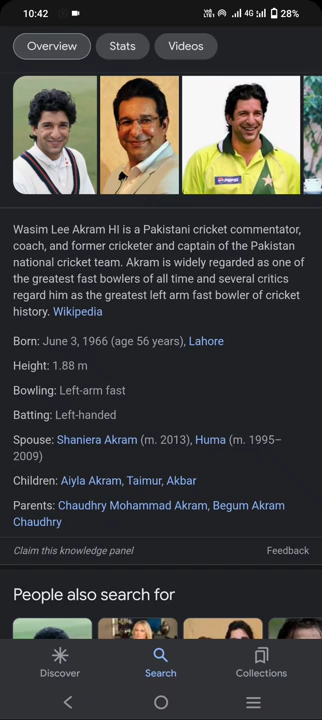 10:42 4G 28%
Overview Stats Videos
pepsi
Wasim Lee Akram HI is a Pakistani cricket commentator,
coach, and former cricketer and captain of the Pakistan
national cricket team. Akram is widely regarded as one of
the greatest fast bowlers of all time and several critics
regard him as the greatest left arm fast bowler of cricket
history. Wikipedia
Born: June 3, 1966 (age 56 years), Lahore
Height: 1.88 m
Bowling: Left-arm fast
Batting: Left-handed
Spouse: Shaniera Akram (m. 2013), Huma (m. 1995–
2009)
Children: Aiyla Akram, Taimur, Akbar
Parents: Chaudhry Mohammad Akram, Begum Akram
Chaudhry
Claim this knowledge panel Feedback
People also search for
Discover Search Collections